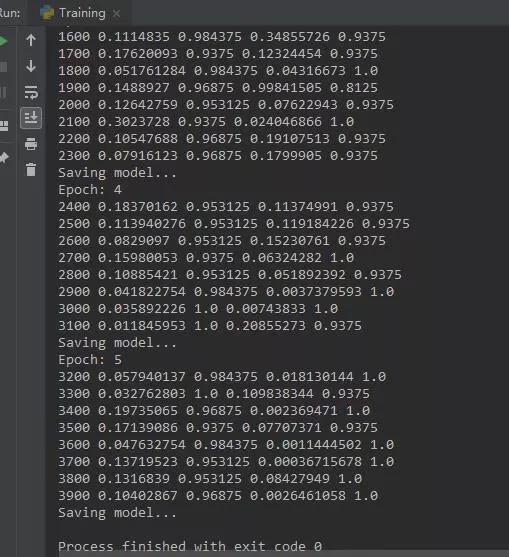 Run: Training ×
1600 0.1114835 0.984375 0.34855726 0.9375
1700 0.17620093 0.9375 0.12324454 0.9375
1800 0.051761284 0.984375 0.04316673 1.0
1900 0.1488927 0.96875 0.99841505 0.8125
2000 0.12642759 0.953125 0.07622943 0.9375
2100 0.3023728 0.9375 0.024046866 1.0
2200 0.10547688 0.96875 0.19107513 0.9375
2300 0.07916123 0.96875 0.1799905 0.9375
Saving model...
Epoch: 4
2400 0.18370162 0.953125 0.11374991 0.9375
2500 0.113940276 0.953125 0.119184226 0.9375
2600 0.0829097 0.953125 0.15230761 0.9375
2700 0.15980053 0.9375 0.06324282 1.0
2800 0.10885421 0.953125 0.051892392 0.9375
2900 0.041822754 0.984375 0.0037379593 1.0
3000 0.035892226 1.0 0.00743833 1.0
3100 0.011845953 1.0 0.20855273 0.9375
Saving model...
Epoch: 5
3200 0.057940137 0.984375 0.018130144 1.0
3300 0.032762803 1.0 0.109838344 0.9375
3400 0.19735065 0.96875 0.002369471 1.0
3500 0.17139086 0.9375 0.07707371 0.9375
3600 0.047632754 0.984375 0.0011444502 1.0
3700 0.13719523 0.953125 0.00036715678 1.0
3800 0.1316839 0.953125 0.08427949 1.0
3900 0.10402867 0.96875 0.0026461058 1.0
Saving model...
Process finished with exit code 0